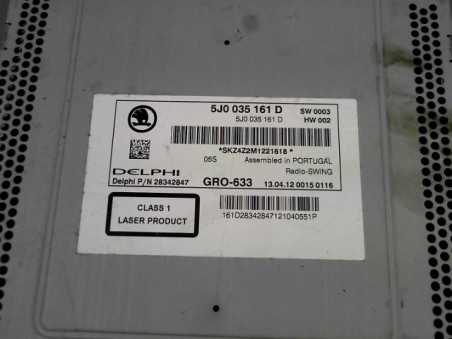 5J0 035 161 D SW 0003
5J0 035 161 D HW 002
*SKZ4Z2M1221618*
05S Assembled in PORTUGAL
DELPHI Radio-SWING
Delphi P/N 28342847 GRO-633 13.04.12 0015 0116
CLASS 1
LASER PRODUCT
161D28342847121040551P